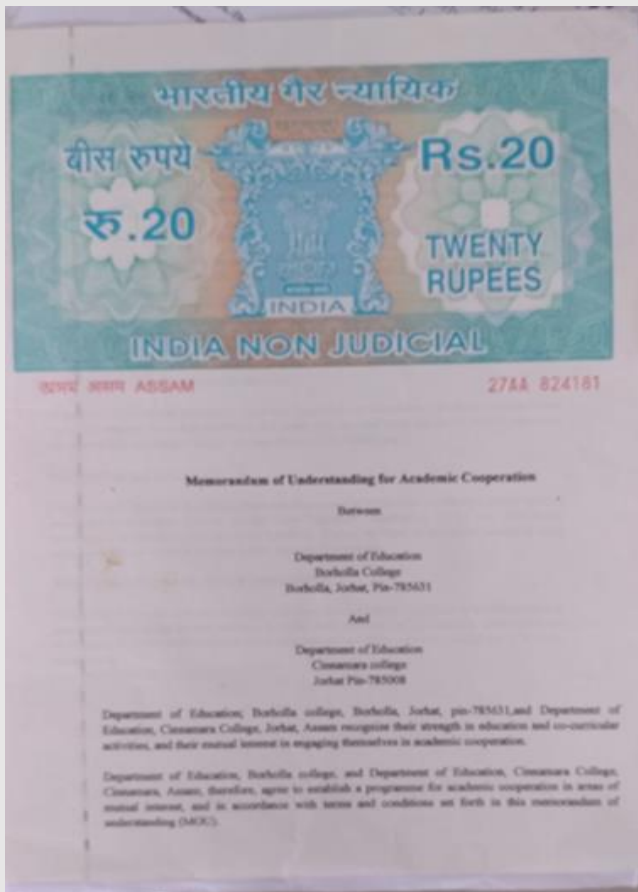 भारतीय गैर न्यायिक
बीस रुपये
रु.20
Rs.20
TWENTY
RUPEES
INDIA
INDIA NON JUDICIAL
असम ASSAM
27AA 824181
Memorandum of Understanding for Academic Cooperation
Between
Department of Education
Borholla College
Borholla, Jorhat, Pin-785631
And
Department of Education
Cinnamara college
Jorhat Pin-785008
Department of Education; Borholla college, Borholla, Jorhat, pin-785631,and Department of
Education, Cinnamara College, Jorhat, Assam recognize their strength in education and co-curricular
activities, and their mutual interest in engaging themselves in academic cooperation.
Department of Education, Borholla college, and Department of Education, Cinnamara College,
Cinnamara, Assam, therefore, agree to establish a programme for academic cooperation in areas of
mutual interest, and in accordance with terms and conditions set forth in this memorandum of
understanding (MOU).